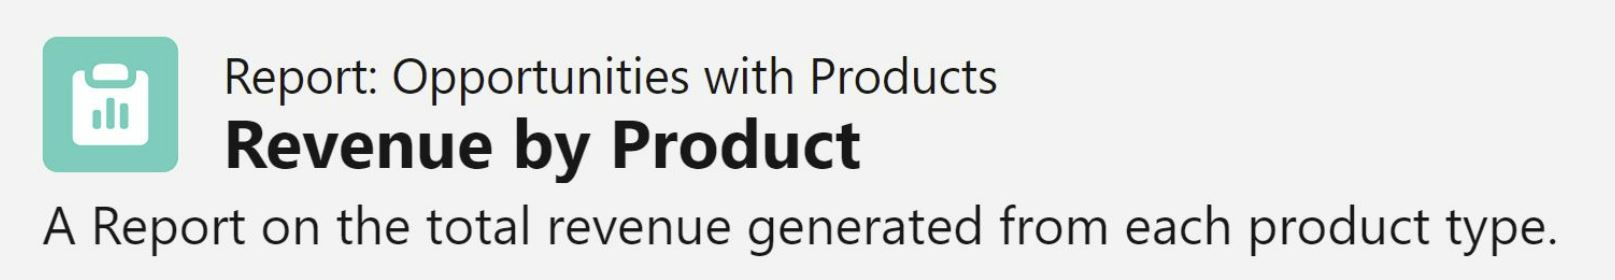 Report: Opportunities with Products
Revenue by Product
A Report on the total revenue generated from each product type.